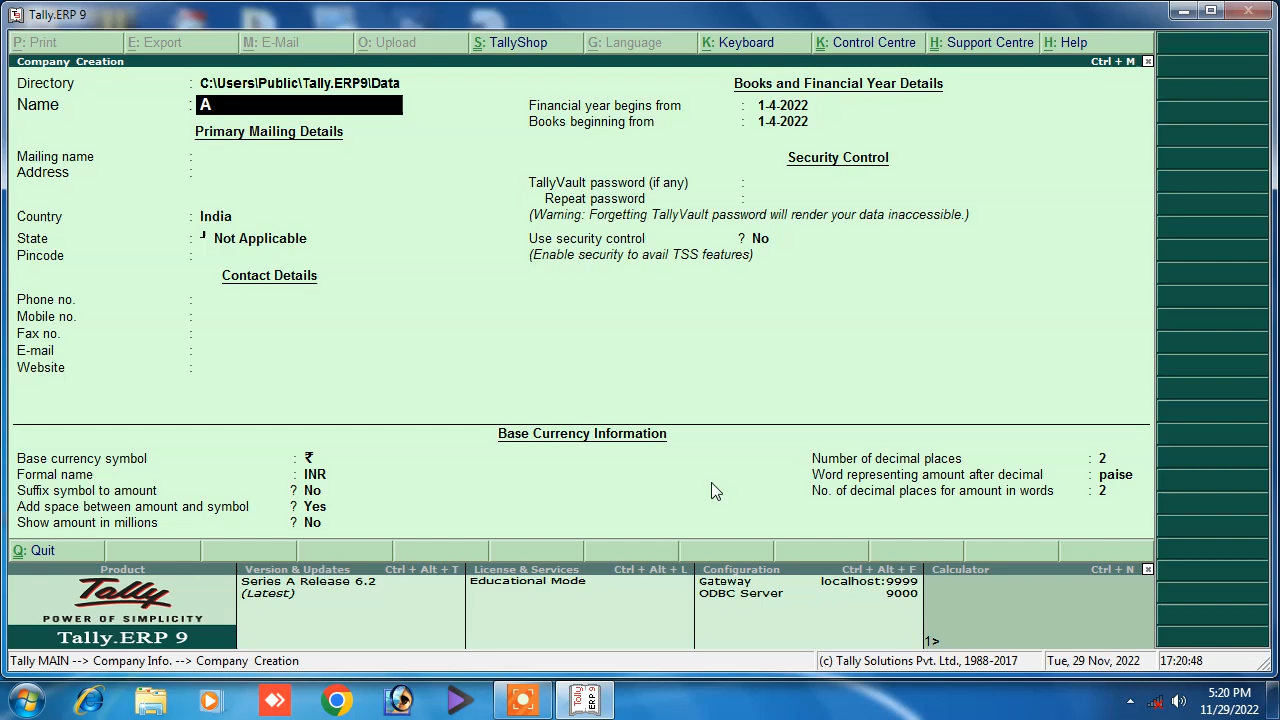 Tally.ERP 9
P: Print E: Export M: E-Mail O: Upload S: TallyShop G: Language K: Keyboard K: Control Centre H: Support Centre H: Help
Company Creation Ctrl + M
Directory : C:\Users\Public\Tally.ERP9\Data
Name : A
Primary Mailing Details
Mailing name :
Address :
Country : India
State : Not Applicable
Pincode :
Contact Details
Phone no. :
Mobile no. :
Fax no. :
E-mail :
Website :
Books and Financial Year Details
Financial year begins from : 1-4-2022
Books beginning from : 1-4-2022
Security Control
TallyVault password (if any) :
Repeat password :
(Warning: Forgetting TallyVault password will render your data inaccessible.)
Use security control ? No
(Enable security to avail TSS features)
Base Currency Information
Base currency symbol : ₹
Formal name : INR
Suffix symbol to amount ? No
Add space between amount and symbol ? Yes
Show amount in millions ? No
Number of decimal places : 2
Word representing amount after decimal : paise
No. of decimal places for amount in words : 2
Q: Quit
Product
Tally
POWER OF SIMPLICITY
Tally.ERP 9
Version & Updates Ctrl + Alt + T
Series A Release 6.2
(Latest)
License & Services Ctrl + Alt + L
Educational Mode
Configuration Ctrl + Alt + F
Gateway localhost:9999
ODBC Server 9000
Calculator Ctrl + N
1>
Tally MAIN --> Company Info. --> Company Creation (c) Tally Solutions Pvt. Ltd., 1988-2017 Tue, 29 Nov, 2022 17:20:48
5:20 PM
11/29/2022